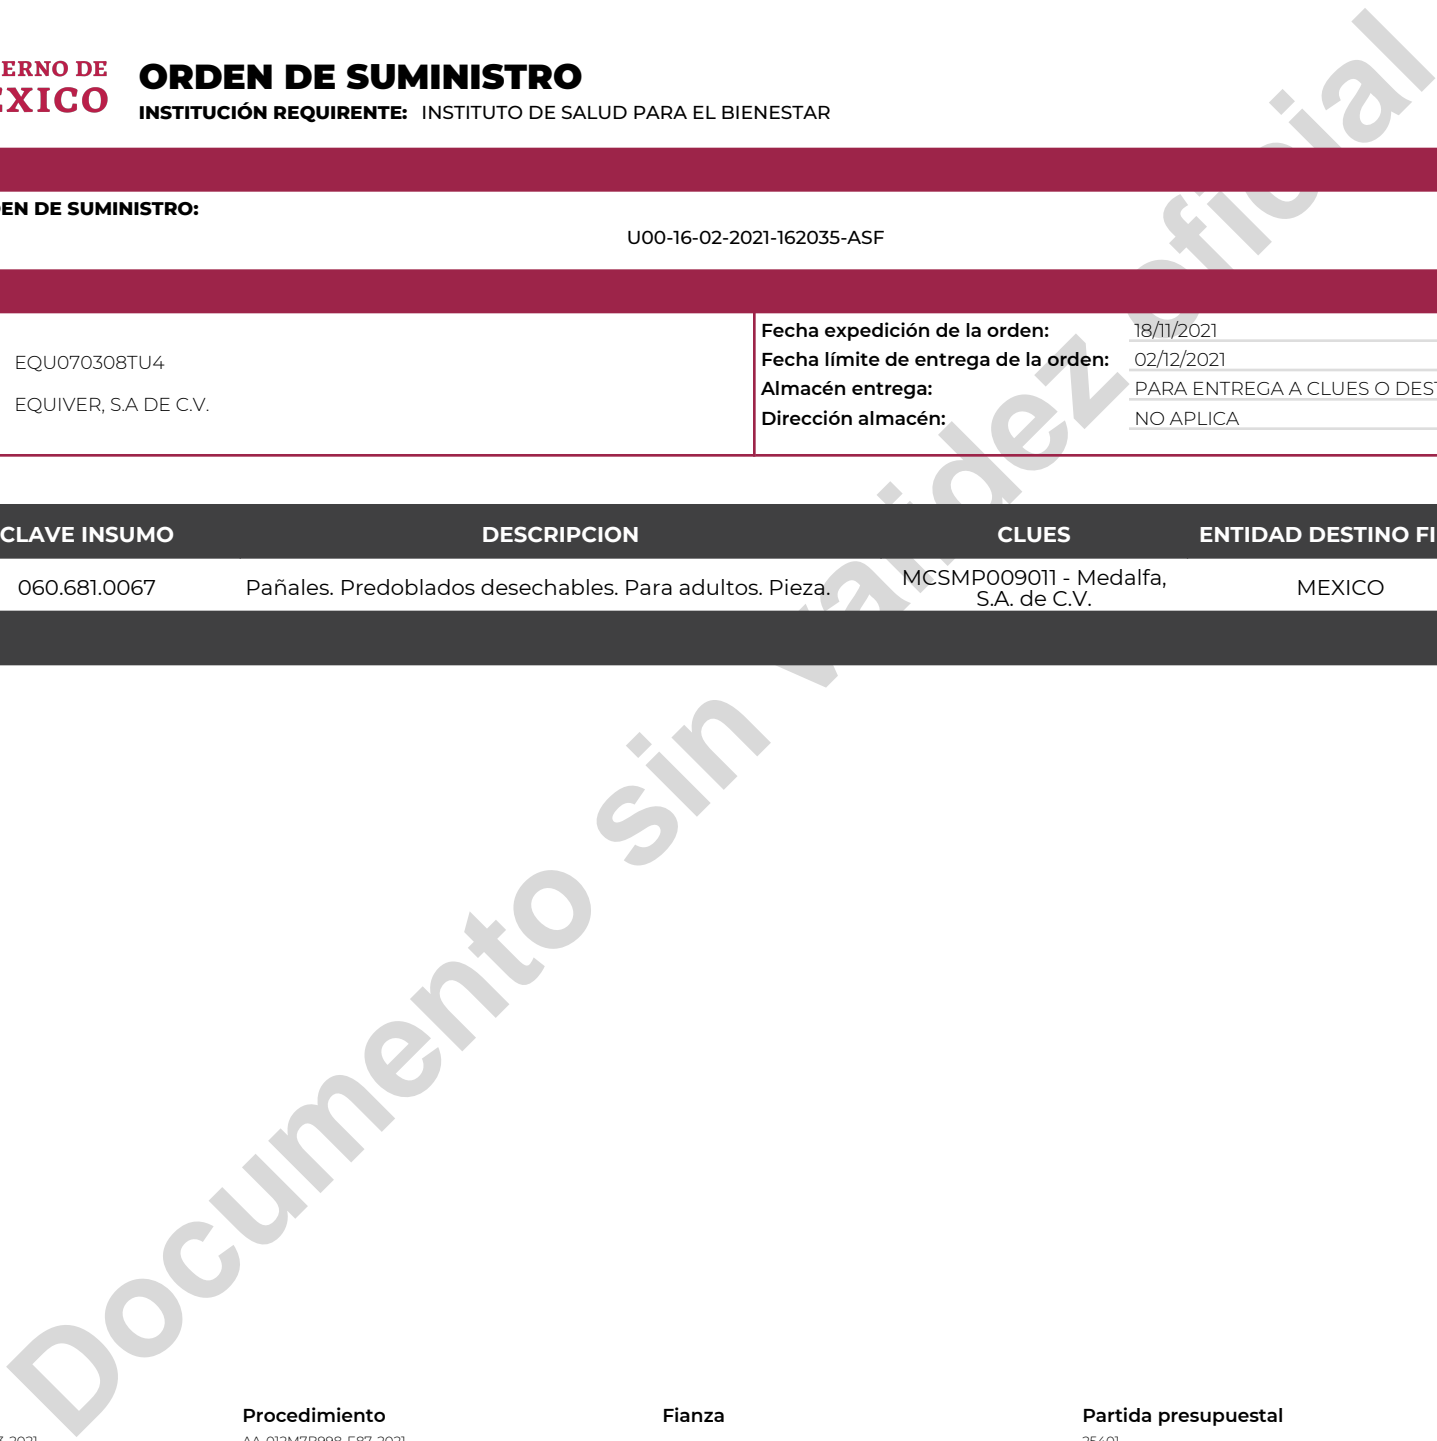 ERNO DE
EXICO
ORDEN DE SUMINISTRO
INSTITUCIÓN REQUIRENTE: INSTITUTO DE SALUD PARA EL BIENESTAR
EN DE SUMINISTRO:
U00-16-02-2021-162035-ASF
EQU070308TU4
EQUIVER, S.A DE C.V.
Fecha expedición de la orden: 18/11/2021
Fecha límite de entrega de la orden: 02/12/2021
Almacén entrega: PARA ENTREGA A CLUES O DEST
Dirección almacén: NO APLICA
CLAVE INSUMO DESCRIPCION CLUES ENTIDAD DESTINO FI
060.681.0067 Pañales. Predoblados desechables. Para adultos. Pieza. MCSMP009011 - Medalfa, S.A. de C.V. MEXICO
Documento sin validez oficial
Procedimiento Fianza Partida presupuestal